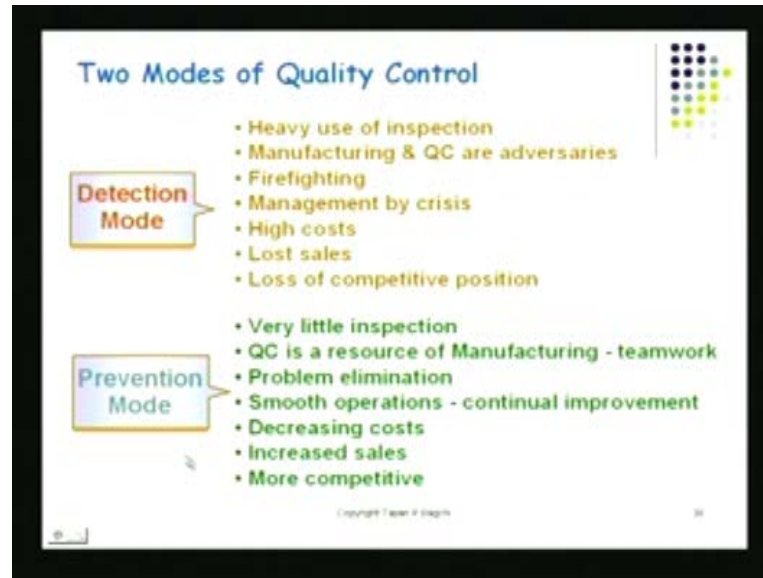 Two Modes of Quality Control
• Heavy use of inspection
• Manufacturing & QC are adversaries
• Firefighting
• Management by crisis
• High costs
• Lost sales
• Loss of competitive position
Detection
Mode
• Very little inspection
• QC is a resource of Manufacturing - teamwork
• Problem elimination
• Smooth operations - continual improvement
• Decreasing costs
• Increased sales
• More competitive
Prevention
Mode
Copyright Tapan